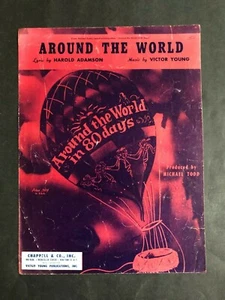 AROUND THE WORLD
Lyrics by HAROLD ADAMSON Music by VICTOR YOUNG
Around the World
in 80 days
Produced by
MICHAEL TODD
CHAPPELL & CO., INC.
VICTOR YOUNG PUBLICATIONS, INC.